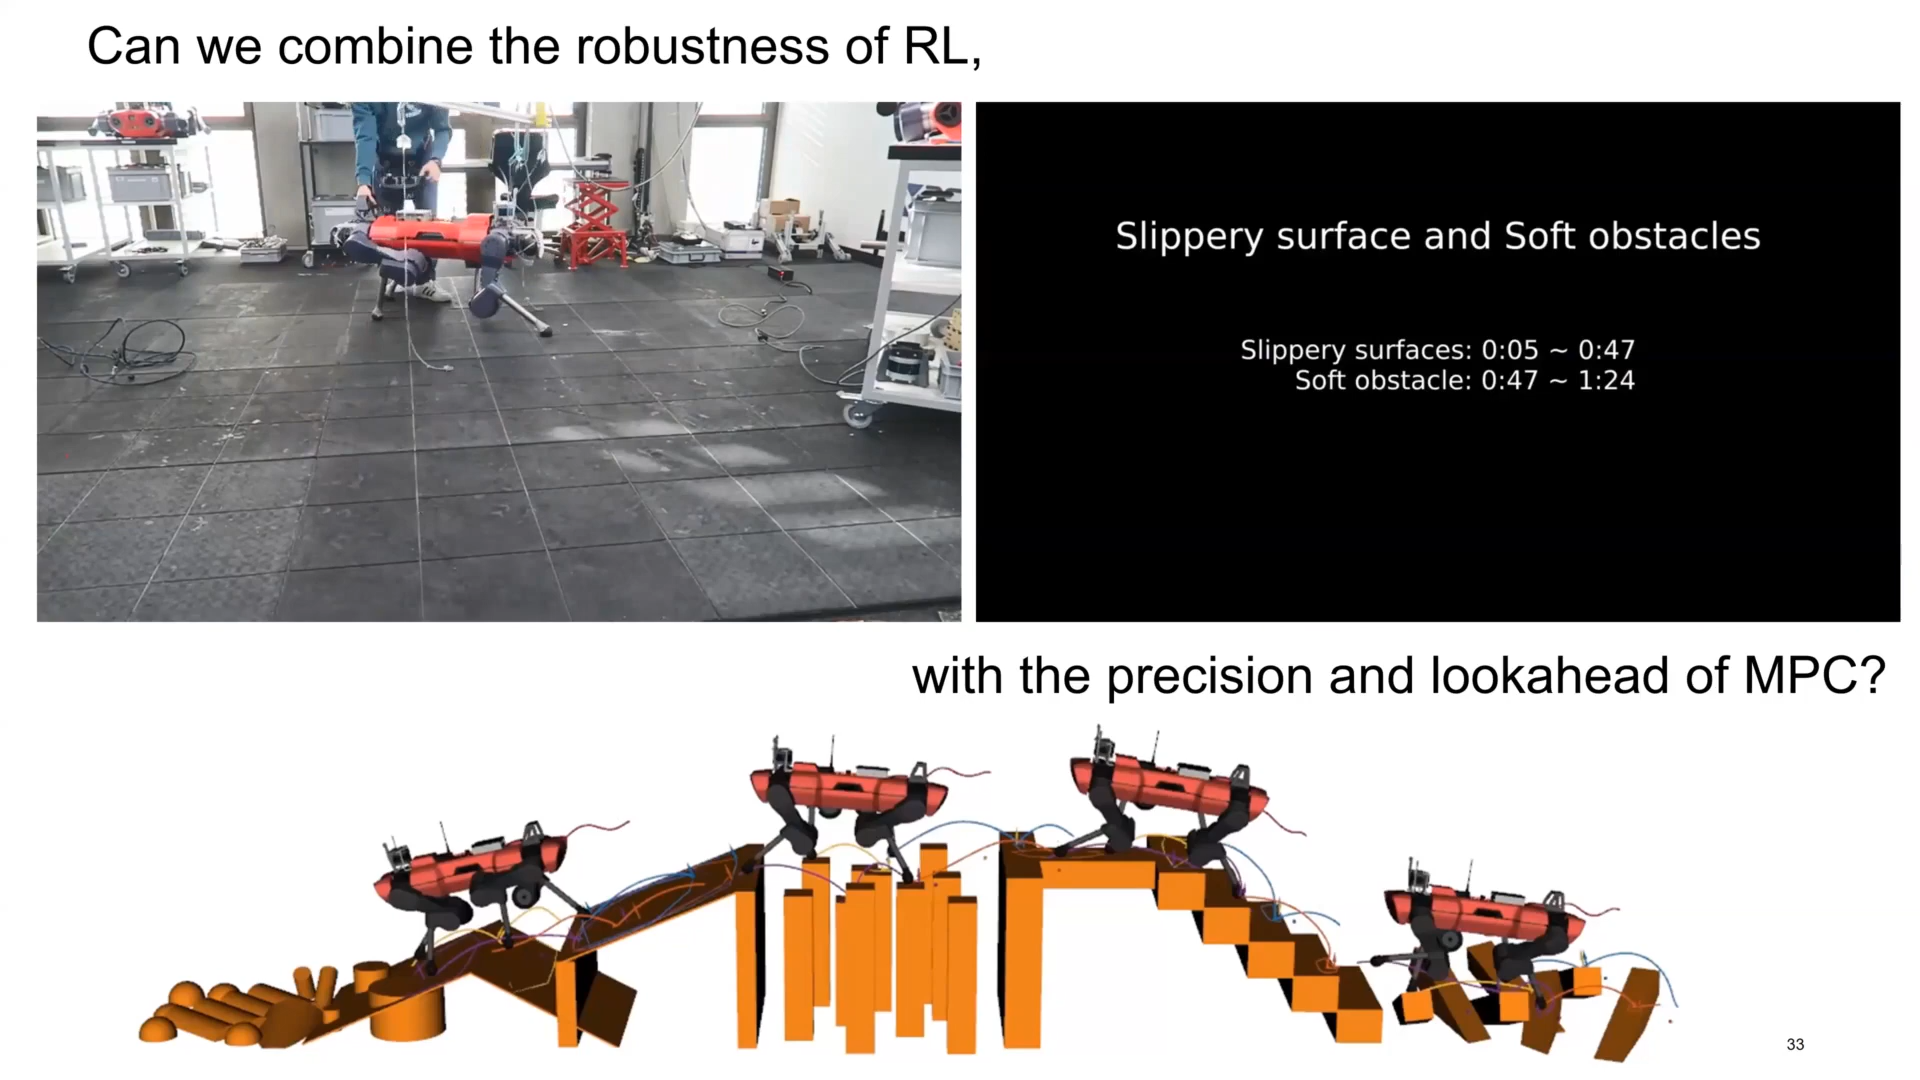 Can we combine the robustness of RL,
Slippery surface and Soft obstacles
Slippery surfaces: 0:05 ~ 0:47
Soft obstacle: 0:47 ~ 1:24
with the precision and lookahead of MPC?
33